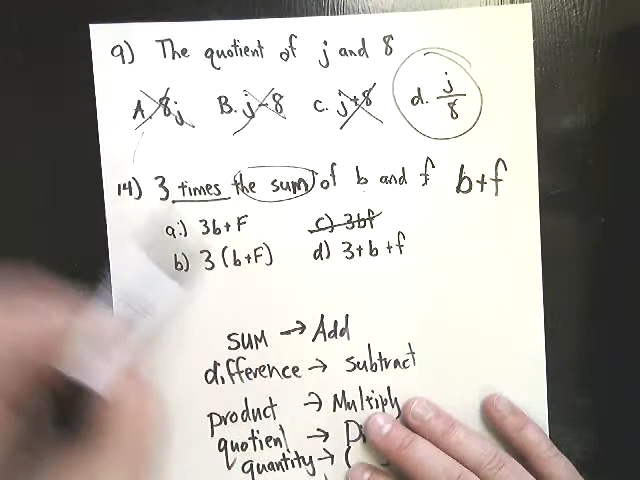 9) The quotient of j and 8
A. 8j B. j-8 C. j+8 d. j/8
14) 3 times the sum of b and f b+f
a.) 3b+F c) 3bf
b) 3(b+F) d) 3+b+f
SUM → Add
difference → subtract
product → Multiply
quotient →
quantity → (